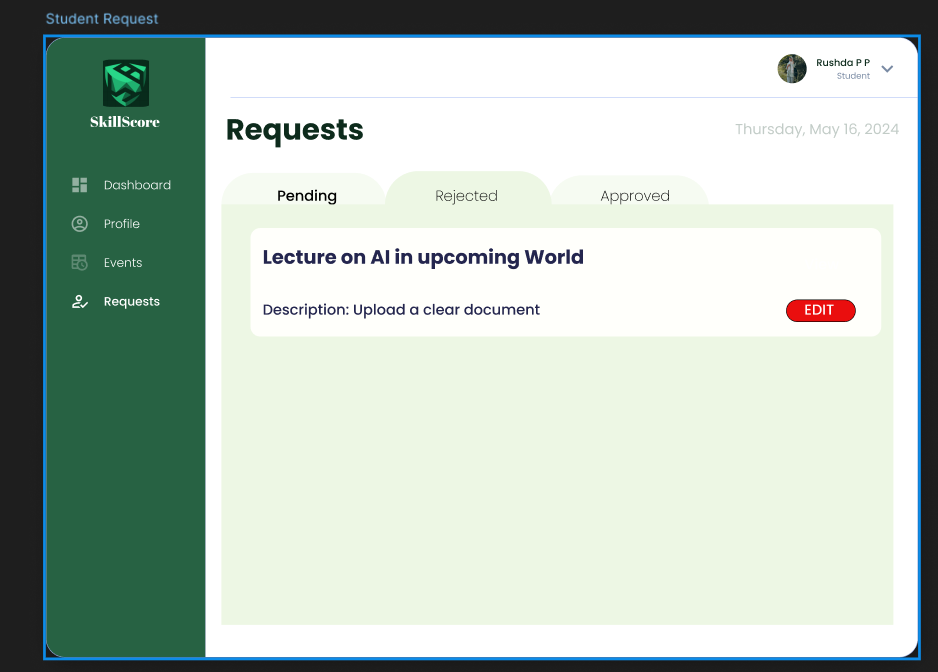 Student Request
SkillScore
Dashboard
Profile
Events
Requests
Rushda P P
Student
Requests
Thursday, May 16, 2024
Pending
Rejected
Approved
Lecture on AI in upcoming World
Description: Upload a clear document
EDIT